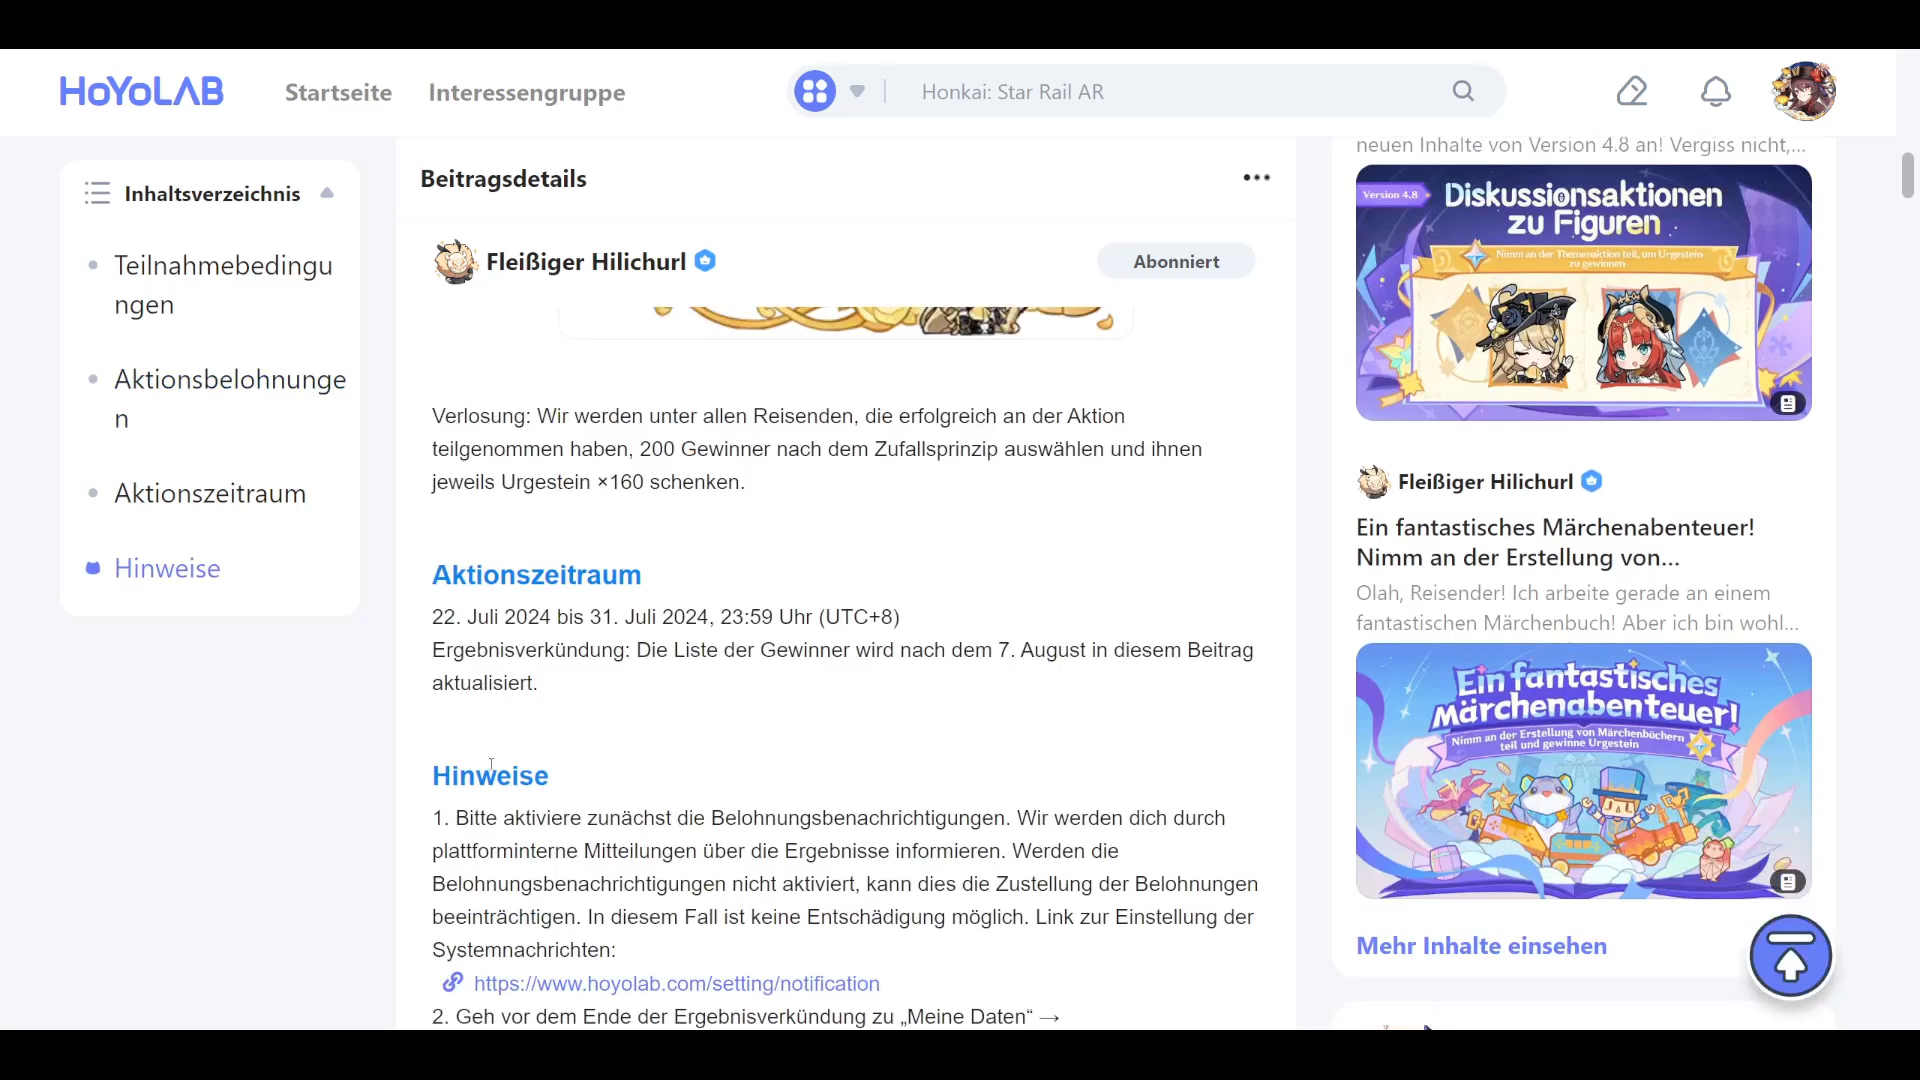 HoYoLAB
Startseite
Interessengruppe
Honkai: Star Rail AR
Inhaltsverzeichnis
Teilnahmebedingu
ngen
Aktionsbelohnunge
n
Aktionszeitraum
Hinweise
Beitragsdetails
Fleißiger Hilichurl
Abonniert
Verlosung: Wir werden unter allen Reisenden, die erfolgreich an der Aktion
teilgenommen haben, 200 Gewinner nach dem Zufallsprinzip auswählen und ihnen
jeweils Urgestein ×160 schenken.
Aktionszeitraum
22. Juli 2024 bis 31. Juli 2024, 23:59 Uhr (UTC+8)
Ergebnisverkündung: Die Liste der Gewinner wird nach dem 7. August in diesem Beitrag
aktualisiert.
Hinweise
1. Bitte aktiviere zunächst die Belohnungsbenachrichtigungen. Wir werden dich durch
plattforminterne Mitteilungen über die Ergebnisse informieren. Werden die
Belohnungsbenachrichtigungen nicht aktiviert, kann dies die Zustellung der Belohnungen
beeinträchtigen. In diesem Fall ist keine Entschädigung möglich. Link zur Einstellung der
Systemnachrichten:
https://www.hoyolab.com/setting/notification
2. Geh vor dem Ende der Ergebnisverkündung zu „Meine Daten“ →
neuen Inhalte von Version 4.8 an! Vergiss nicht,...
Version 4.8
Diskussionsaktionen
zu Figuren
Nimm an der Themenaktion teil, um Urgestein
zu gewinnen
Fleißiger Hilichurl
Ein fantastisches Märchenabenteuer!
Nimm an der Erstellung von...
Olah, Reisender! Ich arbeite gerade an einem
fantastischen Märchenbuch! Aber ich bin wohl...
Ein fantastisches
Märchenabenteuer!
Nimm an der Erstellung von Märchenbüchern
teil und gewinne Urgestein
Mehr Inhalte einsehen